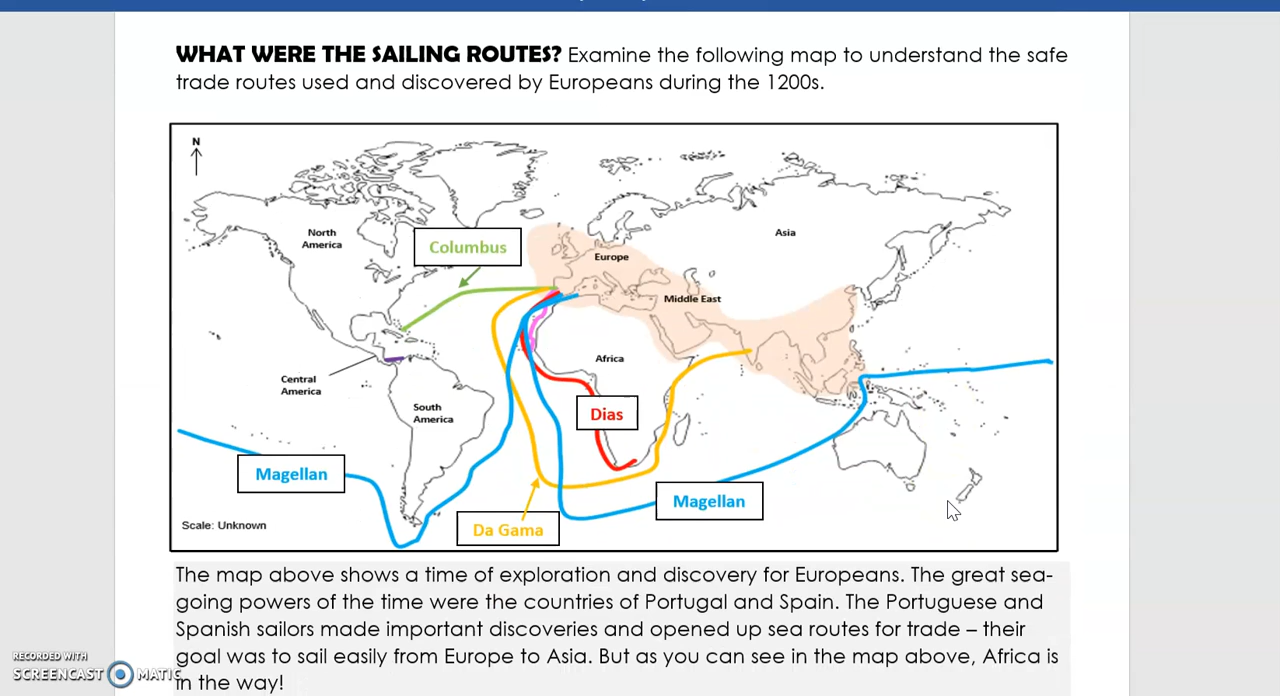 WHAT WERE THE SAILING ROUTES? Examine the following map to understand the safe
trade routes used and discovered by Europeans during the 1200s.
N
North
America
Columbus
Europe
Asia
Middle East
Africa
Central
America
South
America
Dias
Magellan
Magellan
Scale: Unknown
Da Gama
The map above shows a time of exploration and discovery for Europeans. The great sea-
going powers of the time were the countries of Portugal and Spain. The Portuguese and
Spanish sailors made important discoveries and opened up sea routes for trade – their
goal was to sail easily from Europe to Asia. But as you can see in the map above, Africa is
in the way!
RECORDED WITH
SCREENCAST MATIC